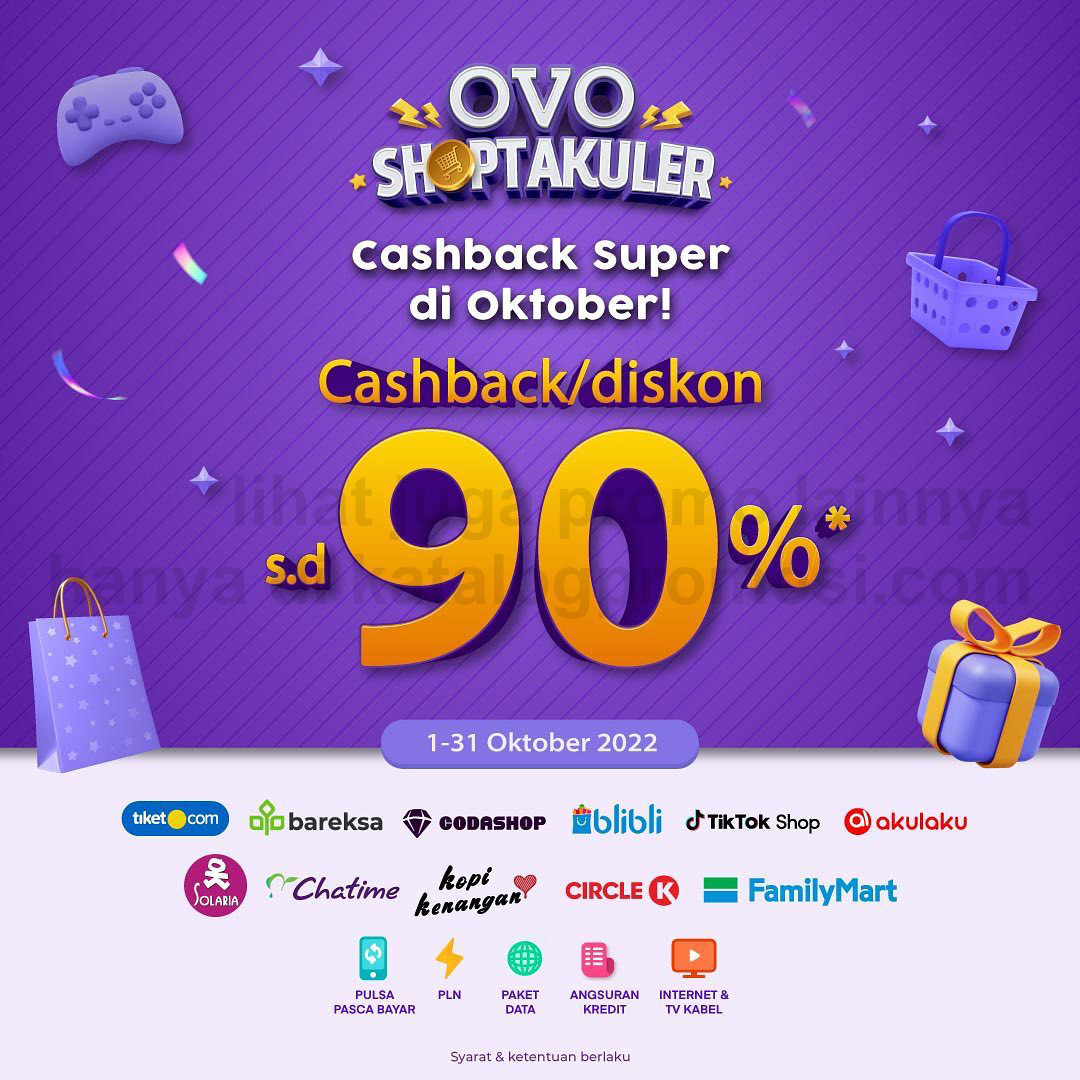 OVO
SHOPTAKULER
Cashback Super
di Oktober!
Cashback/diskon
s.d 90%*
lihat juga promo lainnya
hanya di katalogpromosi.com
1-31 Oktober 2022
tiket.com bareksa CODASHOP blibli TikTok Shop akulaku
SOLARIA Chatime kopi kenangan CIRCLE K FamilyMart
PULSA PASCA BAYAR
PLN
PAKET DATA
ANGSURAN KREDIT
INTERNET & TV KABEL
Syarat & ketentuan berlaku